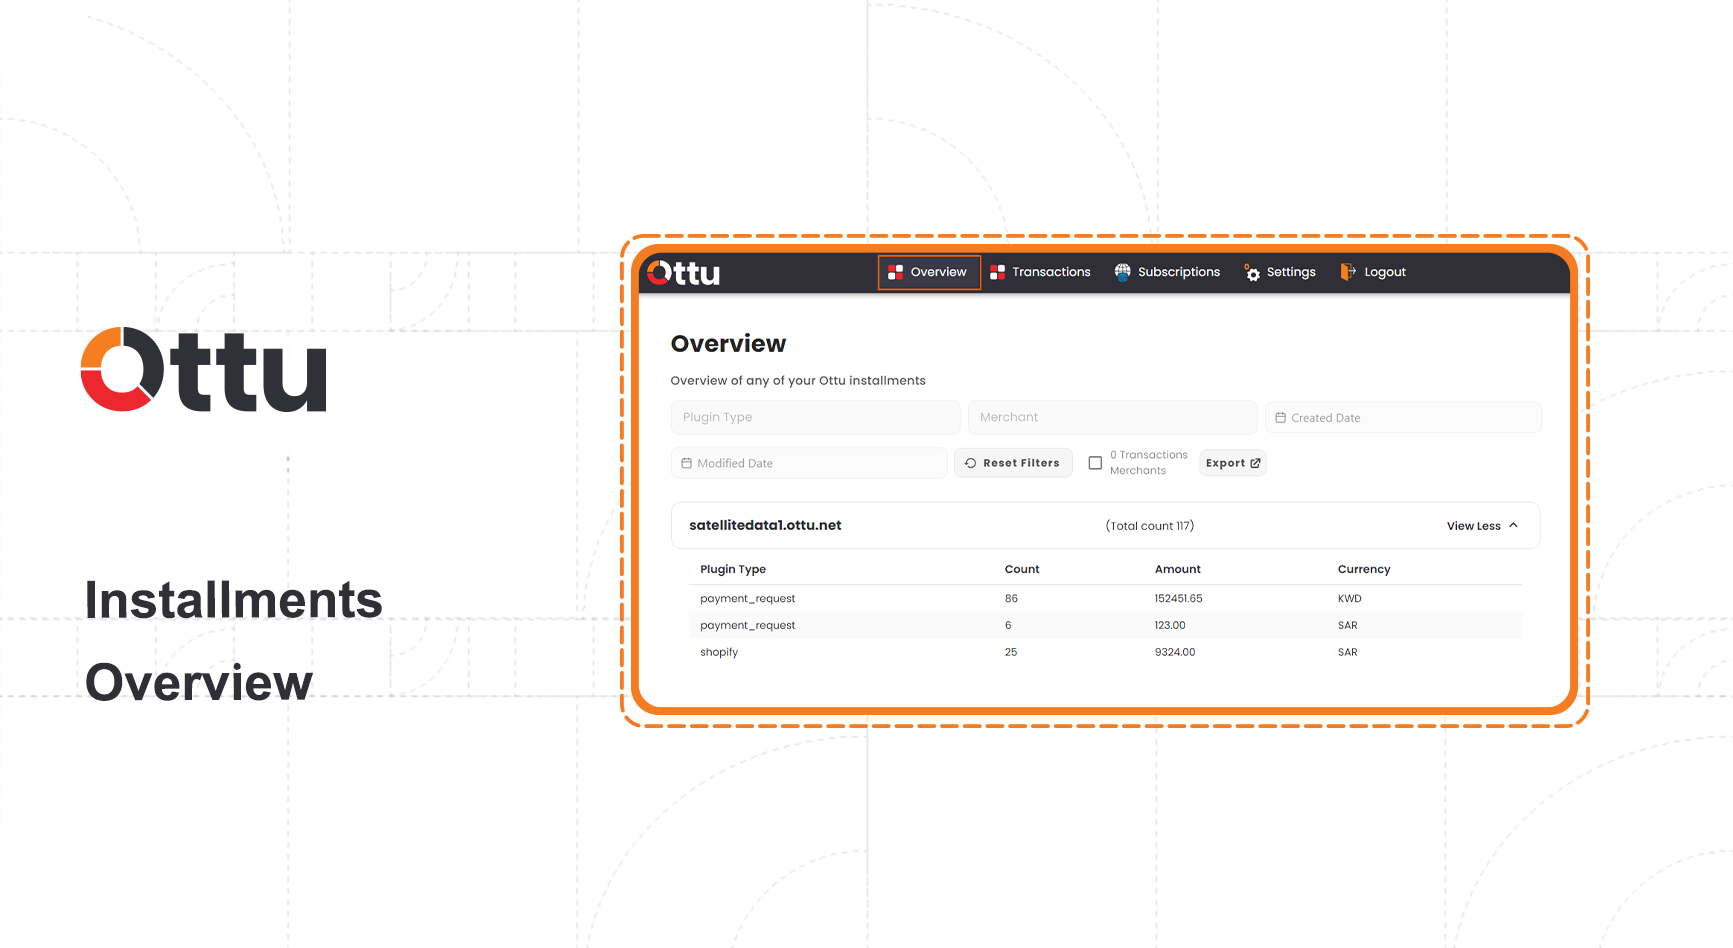 Ottu
Installments
Overview
Ottu Overview Transactions Subscriptions Settings Logout
Overview
Overview of any of your Ottu installments
Plugin Type Merchant Created Date
Modified Date Reset Filters 0 Transactions Merchants Export
satellitedata1.ottu.net (Total count 117) View Less
Plugin Type Count Amount Currency
payment_request 86 152451.65 KWD
payment_request 6 123.00 SAR
shopify 25 9324.00 SAR